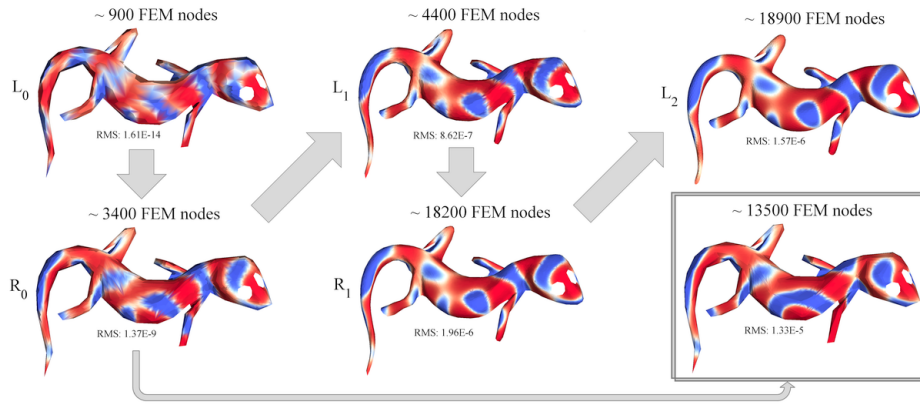 ~ 900 FEM nodes
~ 4400 FEM nodes
~ 18900 FEM nodes
L0
L1
L2
RMS: 1.61E-14
RMS: 8.62E-7
RMS: 1.57E-6
~ 3400 FEM nodes
~ 18200 FEM nodes
~ 13500 FEM nodes
R0
R1
RMS: 1.37E-9
RMS: 1.96E-6
RMS: 1.33E-5